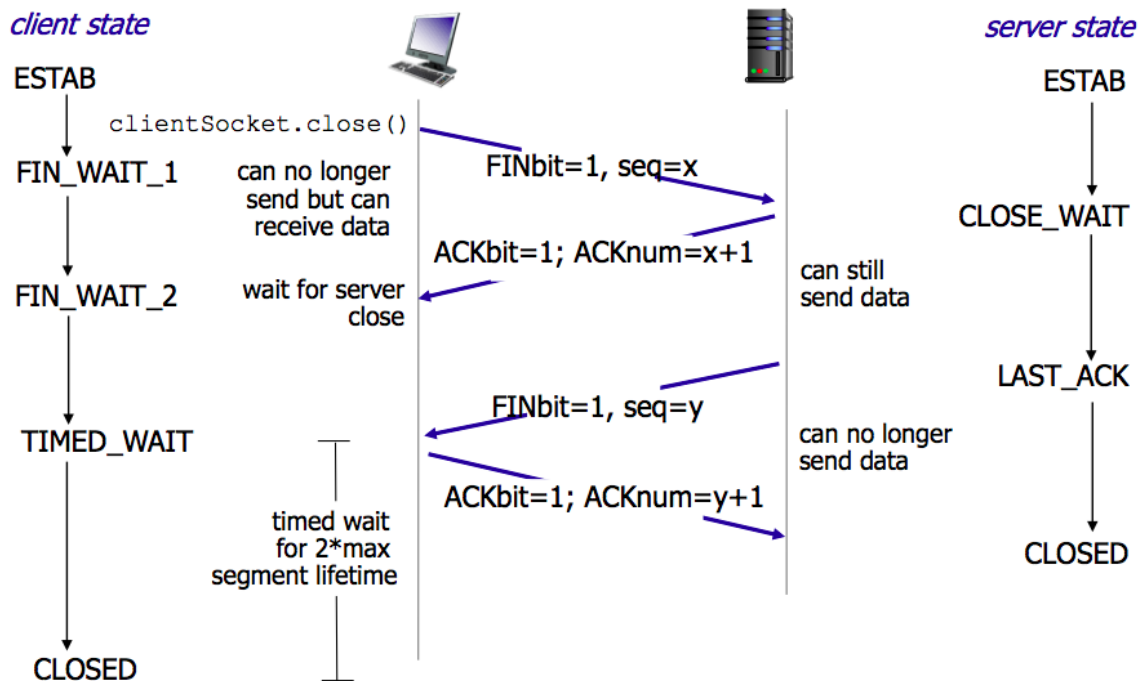 client state
server state
ESTAB
ESTAB
clientSocket.close()
FINbit=1, seq=x
FIN_WAIT_1
can no longer
send but can
receive data
CLOSE_WAIT
ACKbit=1; ACKnum=x+1
can still
send data
FIN_WAIT_2
wait for server
close
LAST_ACK
FINbit=1, seq=y
TIMED_WAIT
can no longer
send data
ACKbit=1; ACKnum=y+1
timed wait
for 2*max
segment lifetime
CLOSED
CLOSED